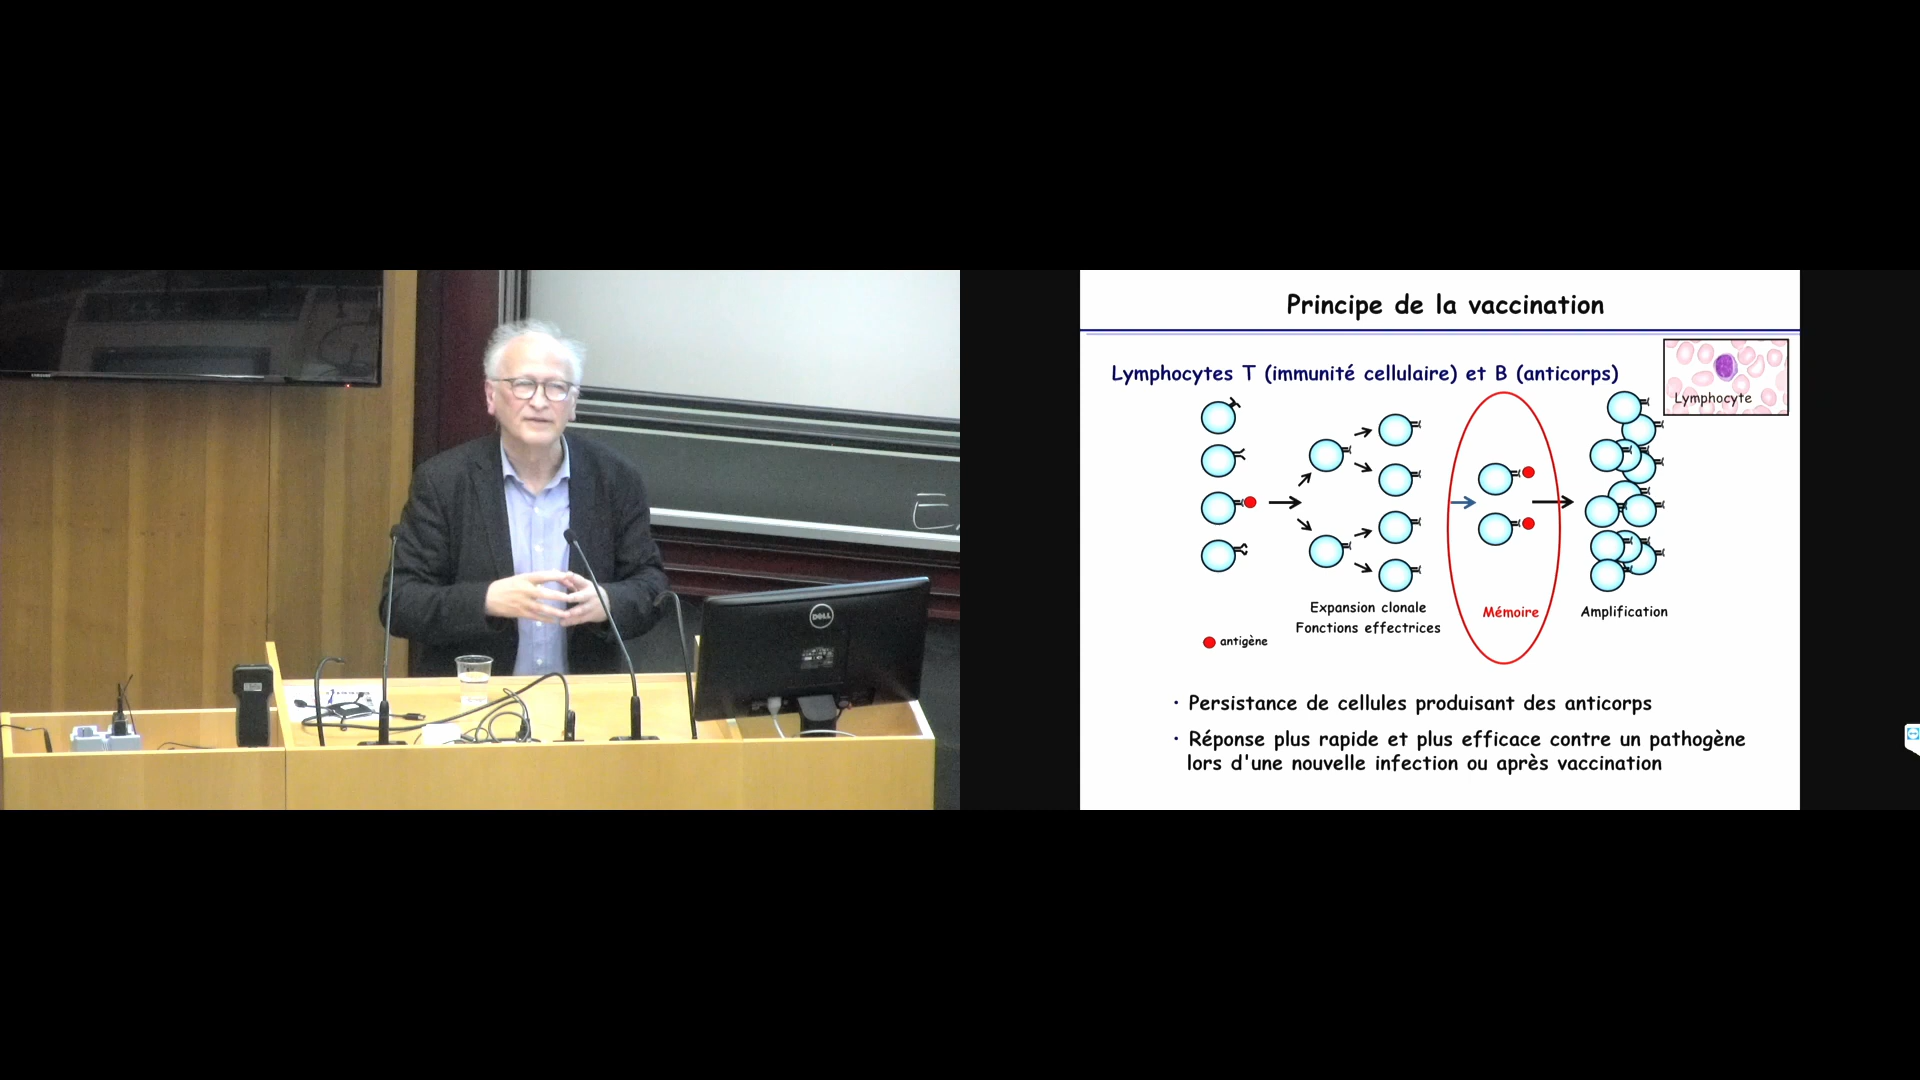 SAMSUNG
DELL
E
Principe de la vaccination
Lymphocytes T (immunité cellulaire) et B (anticorps)
Lymphocyte
Expansion clonale
Fonctions effectrices
Mémoire
Amplification
antigène
· Persistance de cellules produisant des anticorps
· Réponse plus rapide et plus efficace contre un pathogène
lors d'une nouvelle infection ou après vaccination